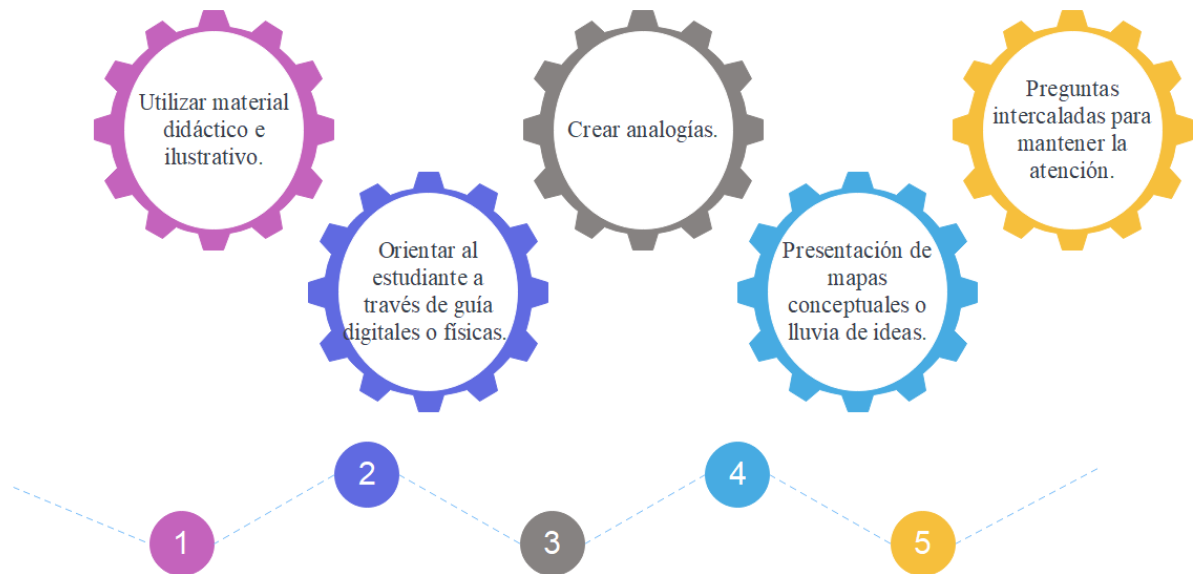 Utilizar material
didáctico e
ilustrativo.
Orientar al
estudiante a
través de guía
digitales o físicas.
Crear analogías.
Presentación de
mapas
conceptuales o
lluvia de ideas.
Preguntas
intercaladas para
mantener la
atención.
1
2
3
4
5